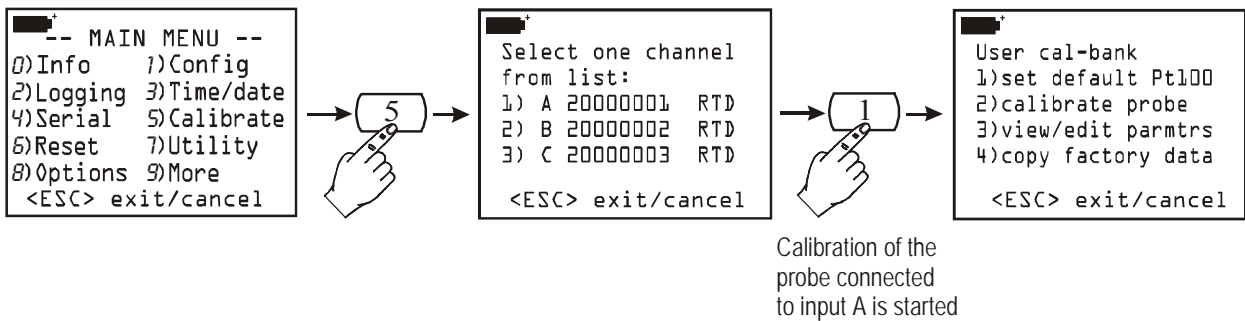 -- MAIN MENU --
0)Info 1)Config
2)Logging 3)Time/date
4)Serial 5)Calibrate
6)Reset 7)Utility
8)Options 9)More
<ESC> exit/cancel
5
Select one channel
from list:
1) A 20000001 RTD
2) B 20000002 RTD
3) C 20000003 RTD
<ESC> exit/cancel
1
Calibration of the
probe connected
to input A is started
User cal-bank
1)set default Pt100
2)calibrate probe
3)view/edit parmtrs
4)copy factory data
<ESC> exit/cancel